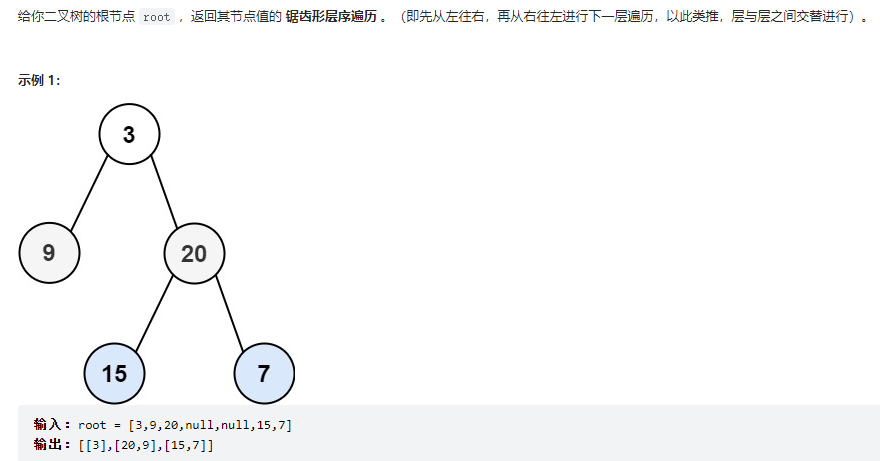 给你二叉树的根节点 root ，返回其节点值的 锯齿形层序遍历 。（即先从左往右，再从右往左进行下一层遍历，以此类推，层与层之间交替进行）。
示例 1：
3
9
20
15
7
输入：root = [3,9,20,null,null,15,7]
输出：[[3],[20,9],[15,7]]